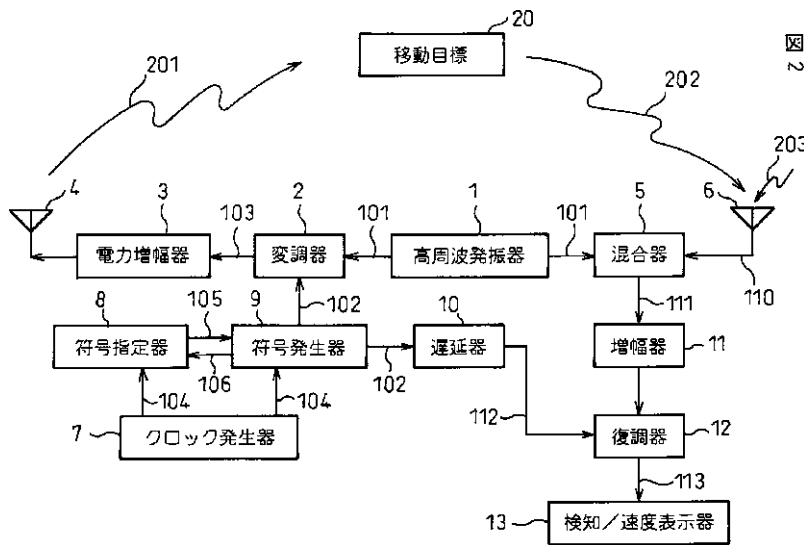 図2
20
移動目標
201
202
203
4
3
2
1
5
6
電力増幅器
103
変調器
101
高周波発振器
101
混合器
110
102
111
8
105
9
10
符号指定器
符号発生器
102
遅延器
増幅器
11
106
104
104
112
7
クロック発生器
復調器
12
113
13
検知/速度表示器